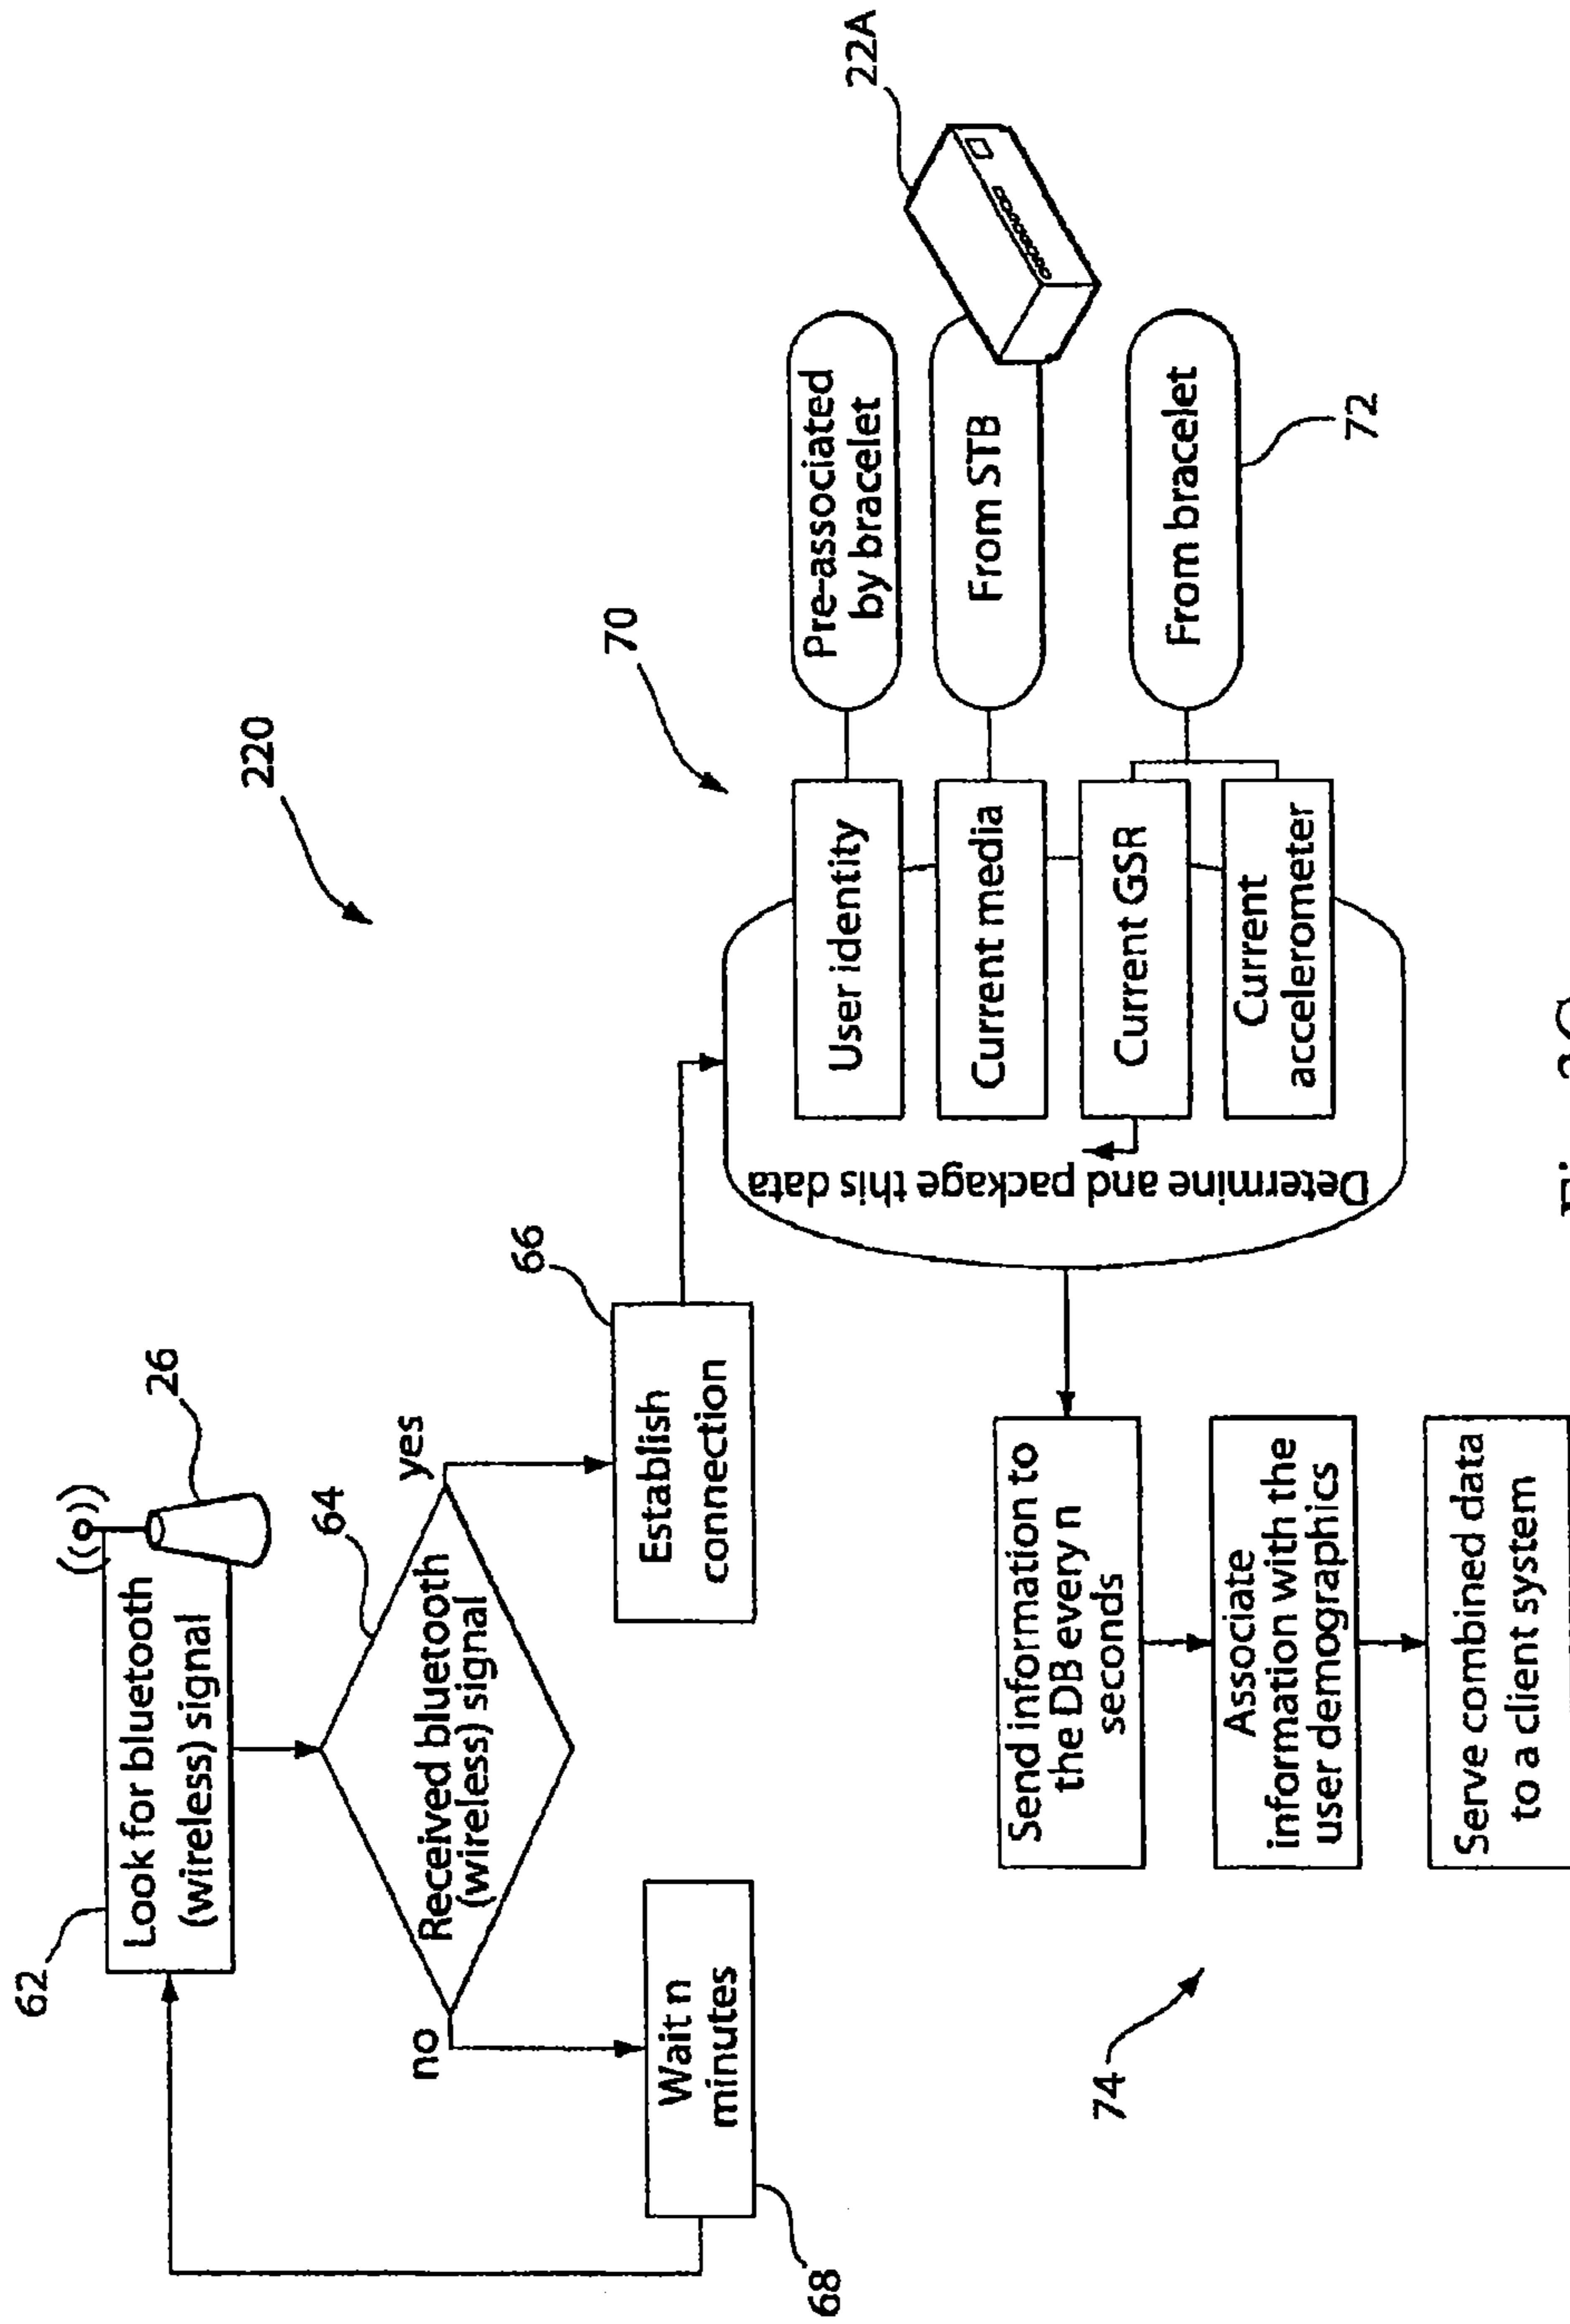 220
62
Look for bluetooth
(wireless) signal
26
64
Received bluetooth
(wireless) signal
no
yes
Wait n
minutes
68
66
Establish
connection
70
Determine and package this data
User identity
Current media
Current GSR
Current
accelerometer
Pre-associated
by bracelet
From STB
22A
From bracelet
72
74
Send information to
the DB every n
seconds
Associate
information with the
user demographics
Serve combined data
to a client system